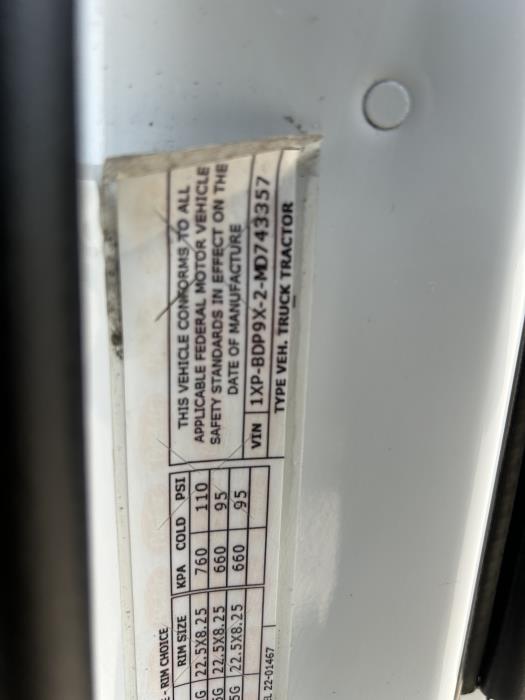 E - RIM CHOICE
RIM SIZE KPA COLD PSI
G 22.5X8.25 760 110
5G 22.5X8.25 660 95
5G 22.5X8.25 660 95
22-01467
THIS VEHICLE CONFORMS TO ALL
APPLICABLE FEDERAL MOTOR VEHICLE
SAFETY STANDARDS IN EFFECT ON THE
DATE OF MANUFACTURE
VIN 1XP-BDP9X-2-MD743357
TYPE VEH. TRUCK TRACTOR